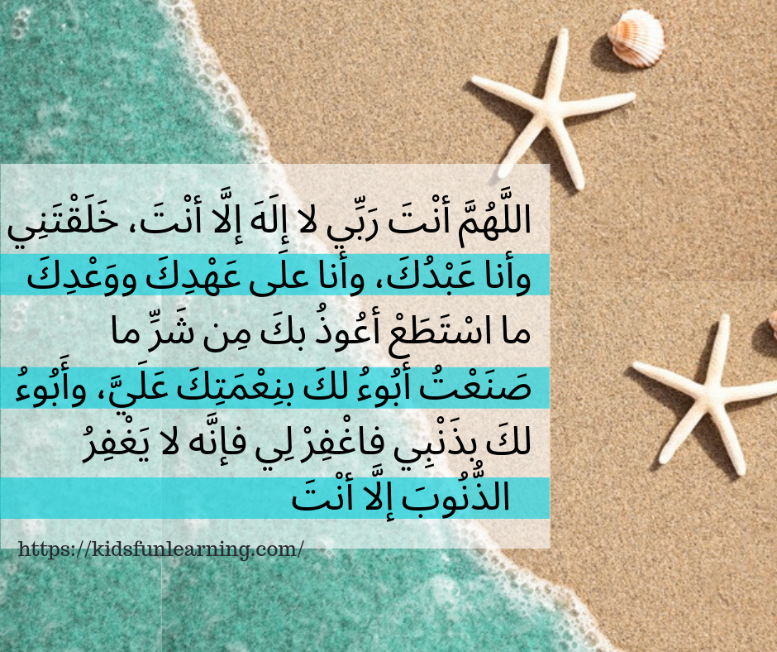 اللَّهُمَّ أنْتَ رَبِّي لا إلَهَ إلَّا أنْتَ، خَلَقْتَنِي
وأنا عَبْدُكَ، وأنا علَى عَهْدِكَ ووَعْدِكَ
ما اسْتَطَعْ أعُوذُ بكَ مِن شَرِّ ما
صَنَعْتُ أبُوءُ لكَ بنِعْمَتِكَ عَلَيَّ، وأَبُوءُ
لكَ بذَنْبِي فاغْفِرْ لِي فإنَّه لا يَغْفِرُ
الذُّنُوبَ إلَّا أنْتَ
https://kidsfunlearning.com/